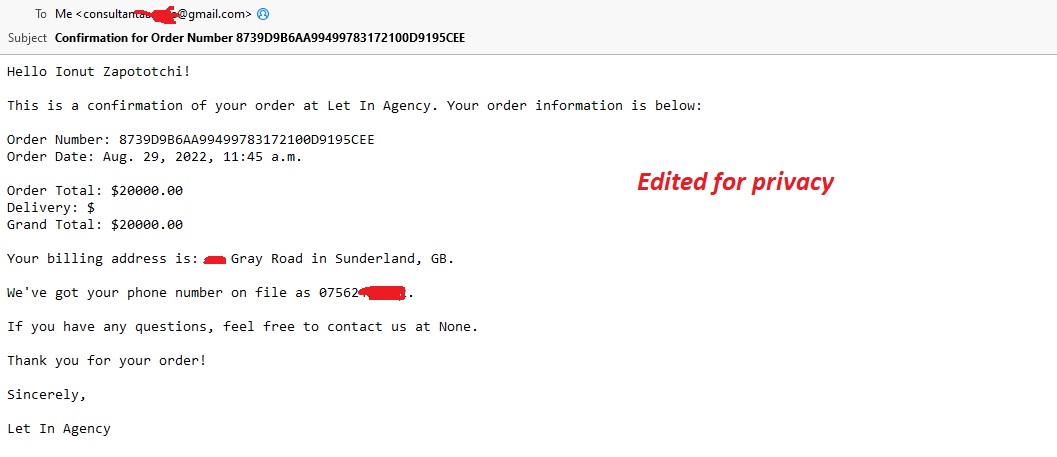 To Me <consultant @gmail.com>
Subject Confirmation for Order Number 8739D9B6AA99499783172100D9195CEE
Hello Ionut Zapototchi!
This is a confirmation of your order at Let In Agency. Your order information is below:
Order Number: 8739D9B6AA99499783172100D9195CEE
Order Date: Aug. 29, 2022, 11:45 a.m.
Edited for privacy
Order Total: $20000.00
Delivery: $
Grand Total: $20000.00
Your billing address is: Gray Road in Sunderland, GB.
We've got your phone number on file as 07562 .
If you have any questions, feel free to contact us at None.
Thank you for your order!
Sincerely,
Let In Agency